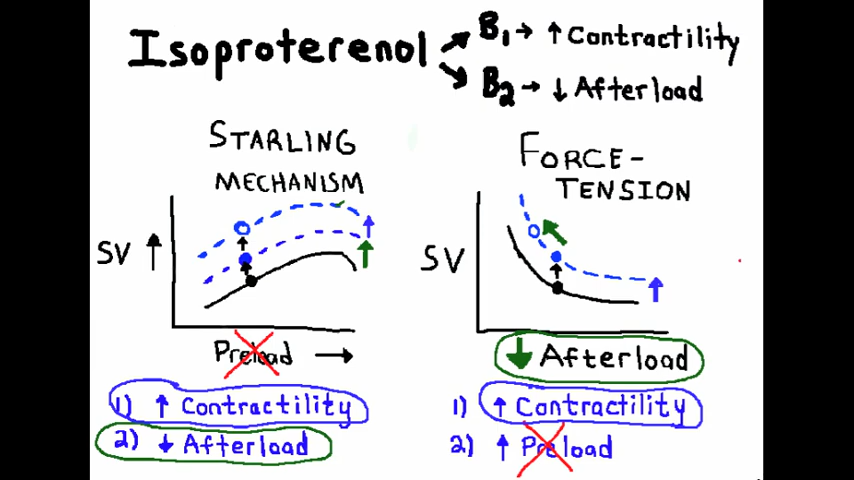 Isoproterenol
B1 → ↑ Contractility
B2 → ↓ Afterload
STARLING
MECHANISM
SV ↑
Preload →
1) ↑ Contractility
2) ↓ Afterload
FORCE-
TENSION
SV
↓ Afterload
1) ↑ Contractility
2) ↑ Preload